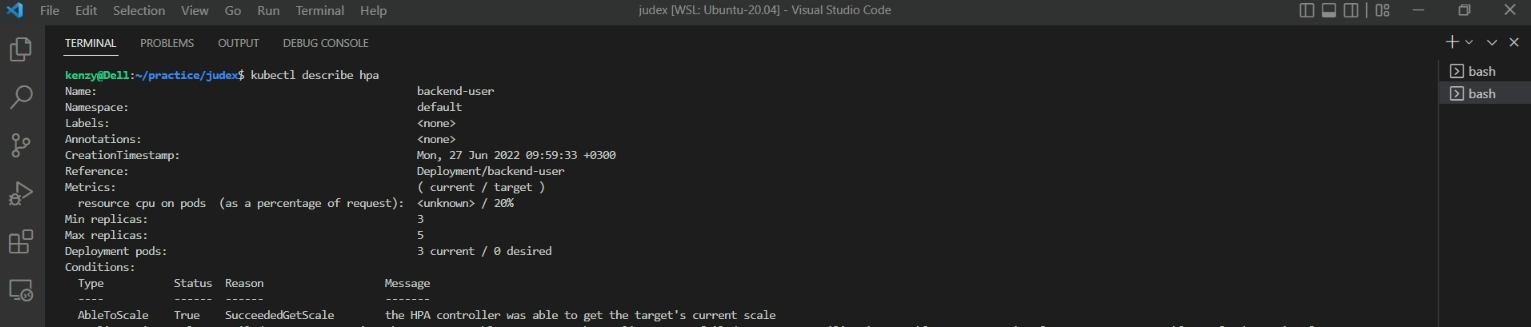 File Edit Selection View Go Run Terminal Help
judex [WSL: Ubuntu-20.04] - Visual Studio Code
TERMINAL PROBLEMS OUTPUT DEBUG CONSOLE
kenzy@Dell:~/practice/judex$ kubectl describe hpa
Name: backend-user
Namespace: default
Labels: <none>
Annotations: <none>
CreationTimestamp: Mon, 27 Jun 2022 09:59:33 +0300
Reference: Deployment/backend-user
Metrics: ( current / target )
resource cpu on pods (as a percentage of request): <unknown> / 20%
Min replicas: 3
Max replicas: 5
Deployment pods: 3 current / 0 desired
Conditions:
Type Status Reason Message
---- ------ ------ -------
AbleToScale True SucceededGetScale the HPA controller was able to get the target's current scale
bash
bash